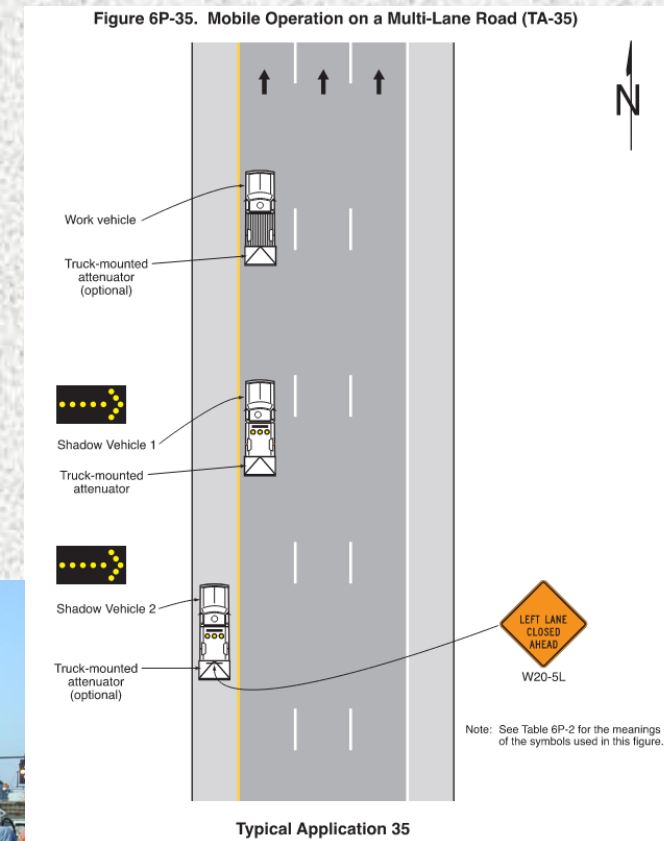 Figure 6P-35. Mobile Operation on a Multi-Lane Road (TA-35)
N
Work vehicle
Truck-mounted
attenuator
(optional)
Shadow Vehicle 1
Truck-mounted
attenuator
Shadow Vehicle 2
Truck-mounted
attenuator
(optional)
LEFT LANE
CLOSED
AHEAD
W20-5L
Note: See Table 6P-2 for the meanings
of the symbols used in this figure.
Typical Application 35